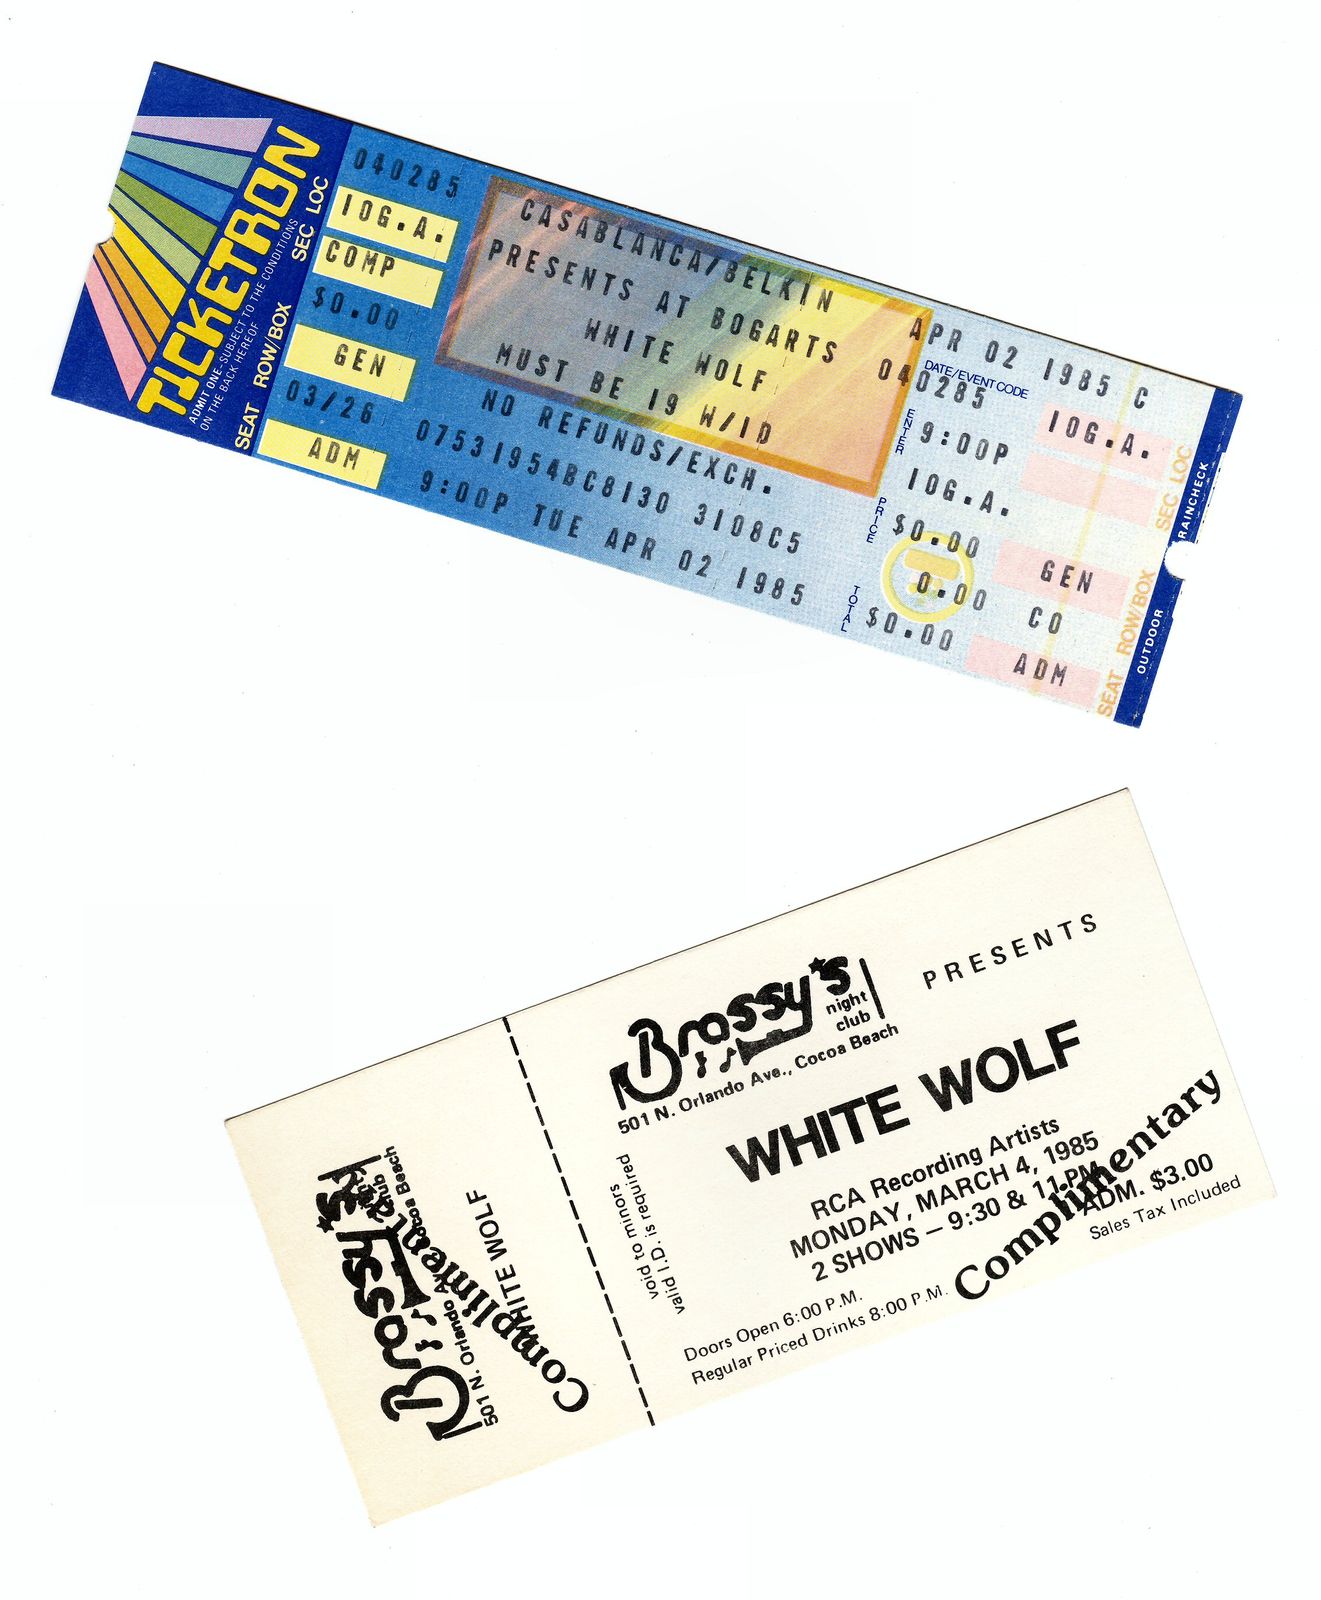 TICKETRON
ADMIT ONE-SUBJECT TO THE CONDITIONS
ON THE BACK HEREOF
SEAT ROW/BOX SEC LOC
040285
10G.A.
COMP
$0.00
GEN
03/26
ADM
CASABLANCA/BELKIN
PRESENTS AT BOGARTS
WHITE WOLF
MUST BE 19 W/ID
NO REFUNDS/EXCH.
07531954BC8130 3108C5
9:00P TUE APR 02 1985
APR 02 1985 C
DATE/EVENT CODE
040285
10G.A.
ENTER
9:00P
10G.A.
PRICE
$0.00
GEN
0.00
CO
TOTAL
$0.00
ADM
SEAT ROW/BOX SEC LOC
OUTDOOR RAINCHECK
Brassy's
night
club
501 N. Orlando Ave., Cocoa Beach
PRESENTS
WHITE WOLF
RCA Recording Artists
MONDAY, MARCH 4, 1985
2 SHOWS – 9:30 & 11 PM
ADM. $3.00
Sales Tax Included
Complimentary
void to minors
valid I.D. is required
Doors Open 6:00 P.M.
Regular Priced Drinks 8:00 P.M.
Brassy's
night
club
501 N. Orlando Ave., Cocoa Beach
WHITE WOLF
Complimentary